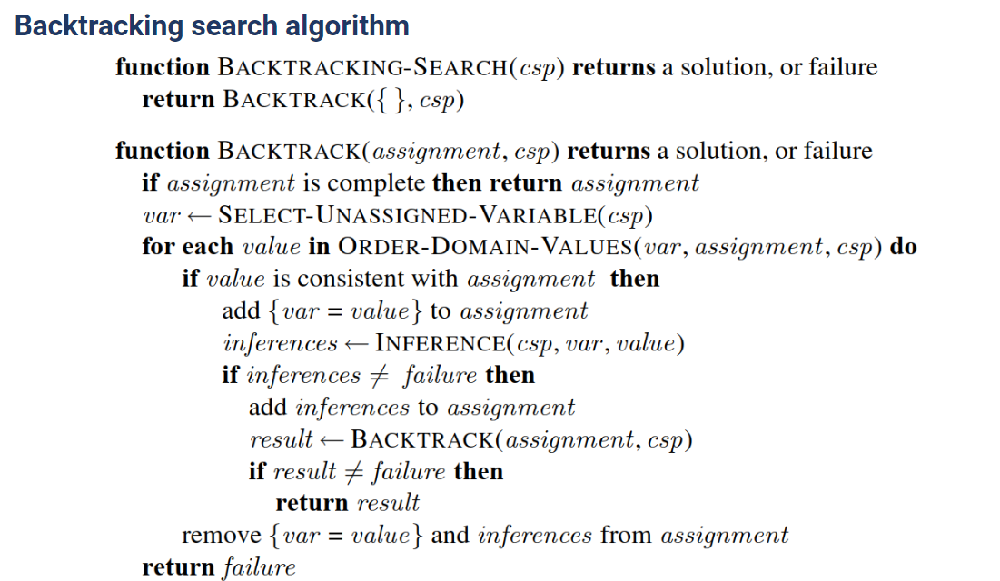 Backtracking search algorithm
function BACKTRACKING-SEARCH(csp) returns a solution, or failure
return BACKTRACK({ }, csp)
function BACKTRACK(assignment, csp) returns a solution, or failure
if assignment is complete then return assignment
var ← SELECT-UNASSIGNED-VARIABLE(csp)
for each value in ORDER-DOMAIN-VALUES(var, assignment, csp) do
if value is consistent with assignment then
add {var = value} to assignment
inferences ← INFERENCE(csp, var, value)
if inferences ≠ failure then
add inferences to assignment
result ← BACKTRACK(assignment, csp)
if result ≠ failure then
return result
remove {var = value} and inferences from assignment
return failure